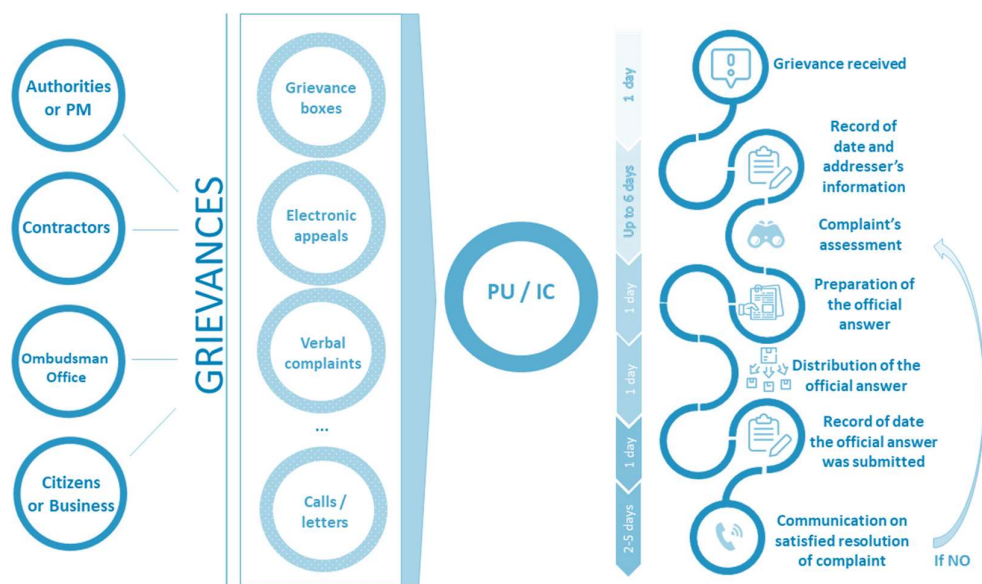 Authorities
or PM
Contractors
Ombudsman
Office
Citizens
or Business
GRIEVANCES
Grievance
boxes
Electronic
appeals
Verbal
complaints
...
Calls /
letters
PU / IC
1 day
Up to 6 days
1 day
1 day
1 day
2-5 days
Grievance received
Record of
date and
addresser's
information
Complaint's
assessment
Preparation of
the official
answer
Distribution of the
official answer
Record of date
the official answer
was submitted
Communication on
satisfied resolution
of complaint
If NO